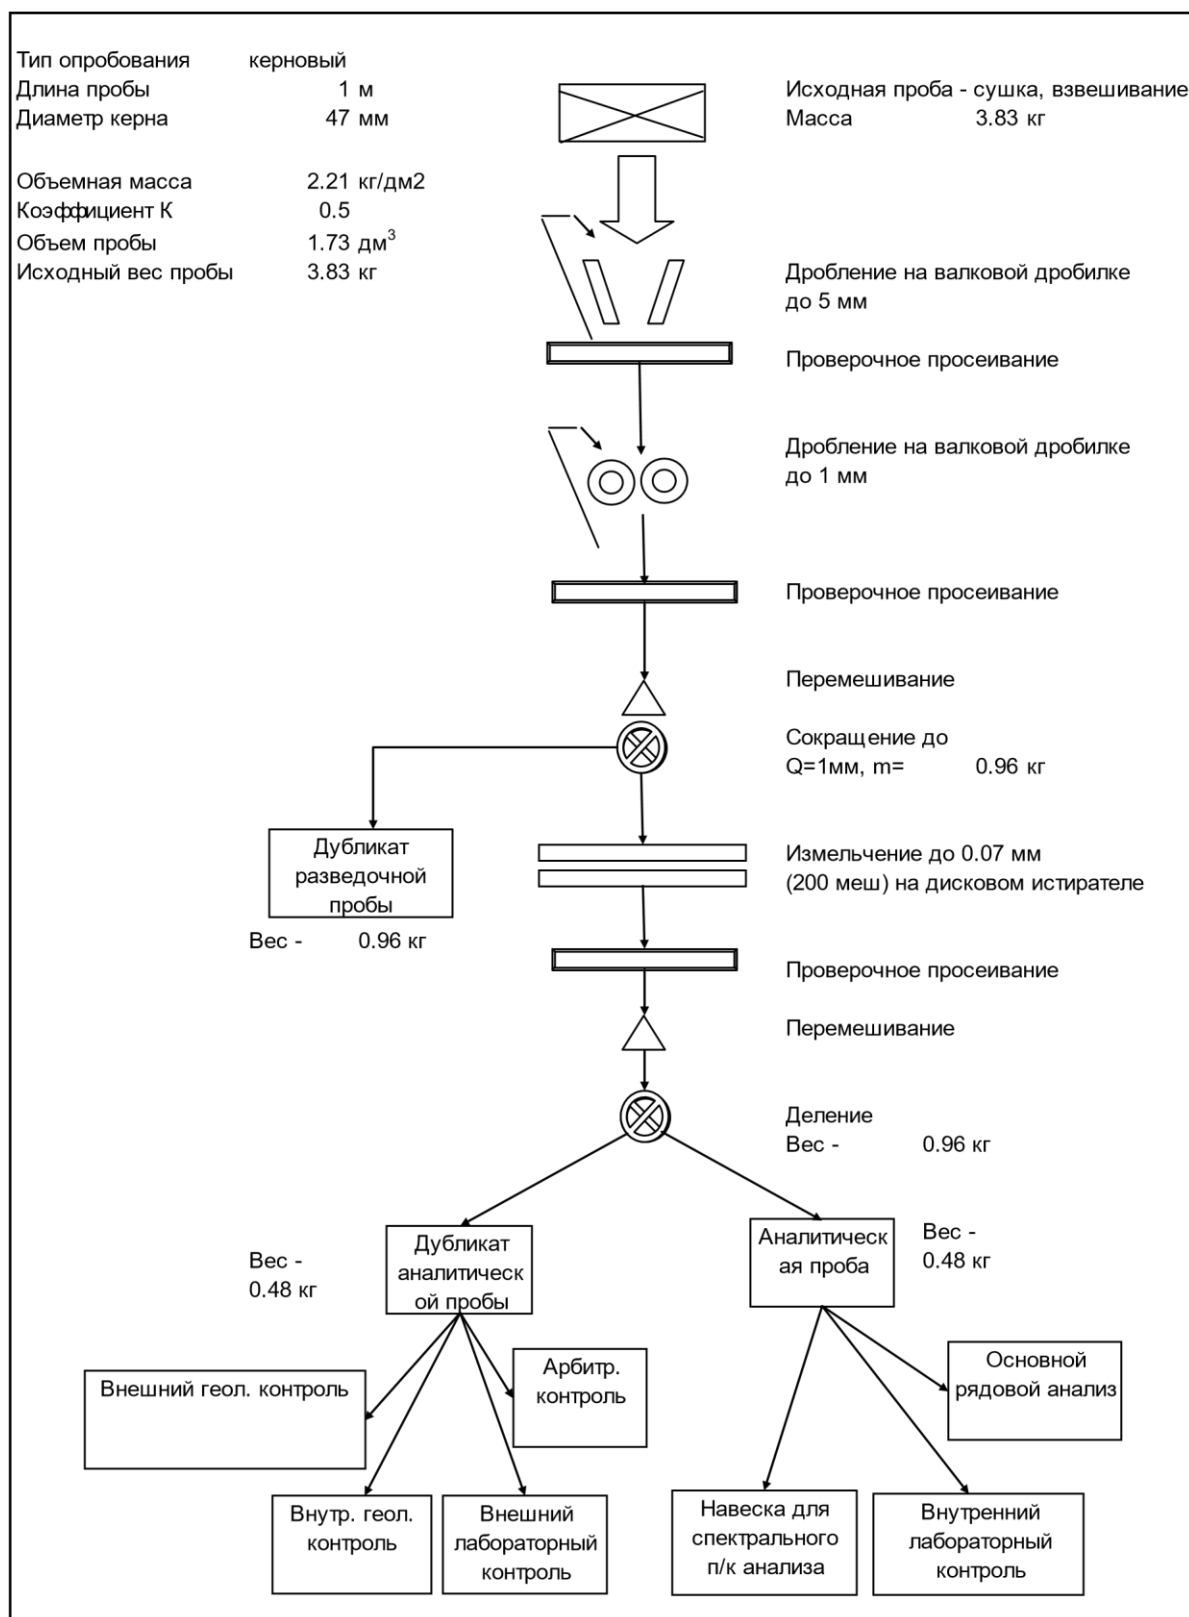 Тип опробования керновый
Длина пробы 1 м
Диаметр керна 47 мм
Объемная масса 2.21 кг/дм2
Коэффициент К 0.5
Объем пробы 1.73 дм³
Исходный вес пробы 3.83 кг
Исходная проба - сушка, взвешивание
Масса 3.83 кг
Дробление на валковой дробилке
до 5 мм
Проверочное просеивание
Дробление на валковой дробилке
до 1 мм
Проверочное просеивание
Перемешивание
Сокращение до
Q=1мм, m= 0.96 кг
Дубликат
разведочной
пробы
Вес - 0.96 кг
Измельчение до 0.07 мм
(200 меш) на дисковом истирателе
Проверочное просеивание
Перемешивание
Деление
Вес - 0.96 кг
Вес -
0.48 кг
Дубликат
аналитическ
ой пробы
Аналитическ
ая проба
Вес -
0.48 кг
Внешний геол. контроль
Арбитр.
контроль
Основной
рядовой анализ
Внутр. геол.
контроль
Внешний
лабораторный
контроль
Навеска для
спектрального
п/к анализа
Внутренний
лабораторный
контроль